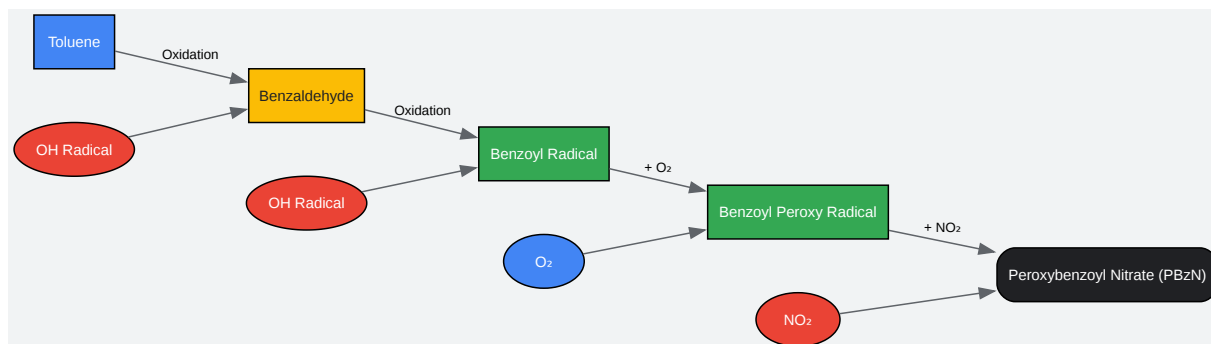 Toluene
Oxidation
Benzaldehyde
OH Radical
Oxidation
Benzoyl Radical
OH Radical
+ O₂
Benzoyl Peroxy Radical
O₂
+ NO₂
Peroxybenzoyl Nitrate (PBzN)
NO₂